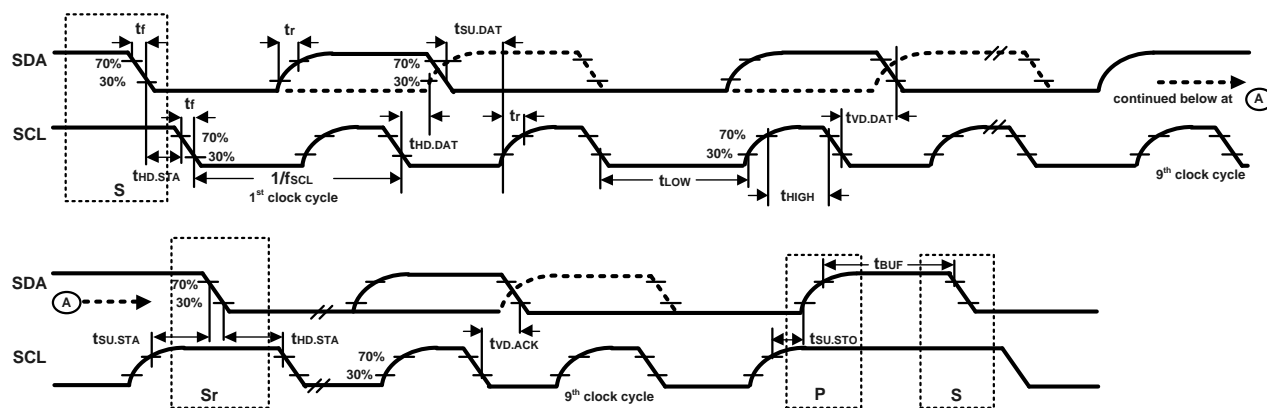 tf
tr
tSU.DAT
SDA
70%
30%
70%
30%
continued below at A
tf
tHD.DAT
tr
tVD.DAT
SCL
70%
30%
70%
30%
tHD.STA
1/fSCL
1st clock cycle
tLOW
tHIGH
9th clock cycle
S
SDA
A
70%
30%
tBUF
tSU.STA
tHD.STA
tVD.ACK
tSU.STO
SCL
70%
30%
Sr
9th clock cycle
P
S